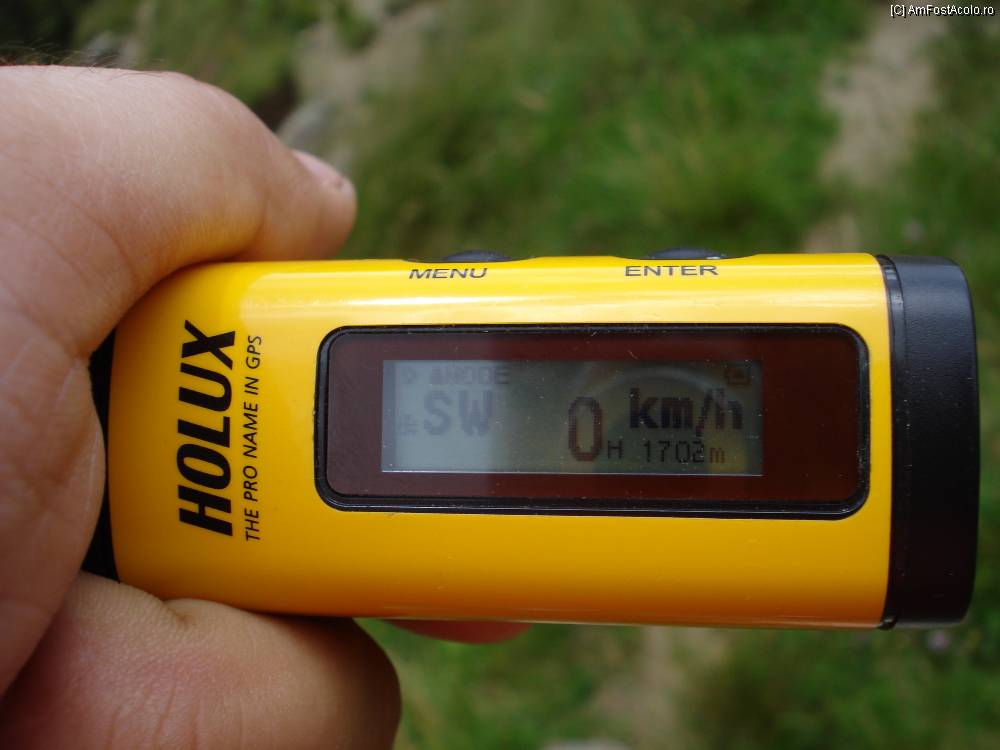 [C] AmFostAcolo.ro
MENU ENTER
HOLUX
THE PRO NAME IN GPS
SW 0 km/h
H 1702m